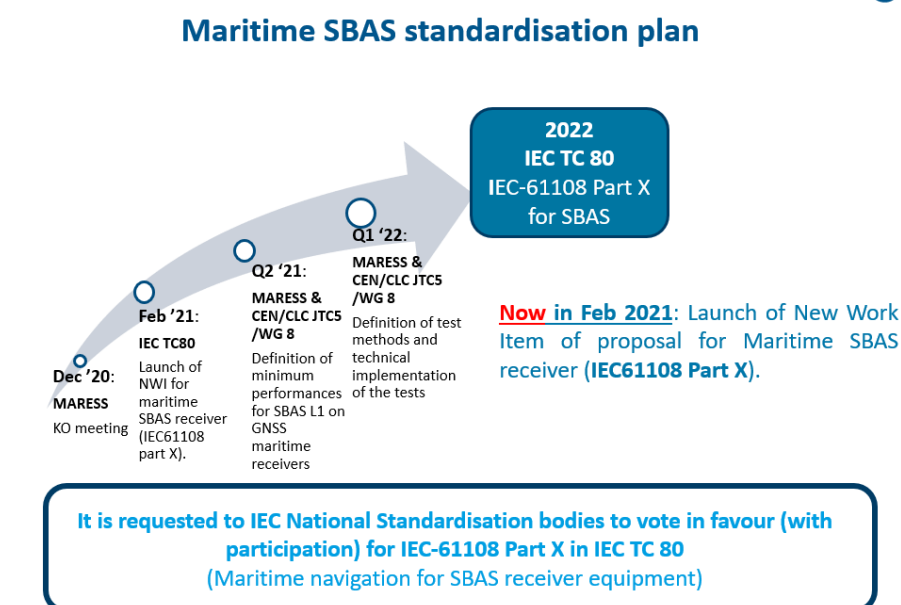 Maritime SBAS standardisation plan
2022
IEC TC 80
IEC-61108 Part X
for SBAS
Q1 ‘22:
MARESS &
CEN/CLC JTC5
/WG 8
Definition of test
methods and
technical
implementation
of the tests
Q2 ‘21:
MARESS &
CEN/CLC JTC5
/WG 8
Definition of
minimum
performances
for SBAS L1 on
GNSS
maritime
receivers
Feb ’21:
IEC TC80
Launch of
NWI for
maritime
SBAS receiver
(IEC61108
part X).
Dec ’20:
MARESS
KO meeting
Now in Feb 2021: Launch of New Work
Item of proposal for Maritime SBAS
receiver (IEC61108 Part X).
It is requested to IEC National Standardisation bodies to vote in favour (with
participation) for IEC-61108 Part X in IEC TC 80
(Maritime navigation for SBAS receiver equipment)